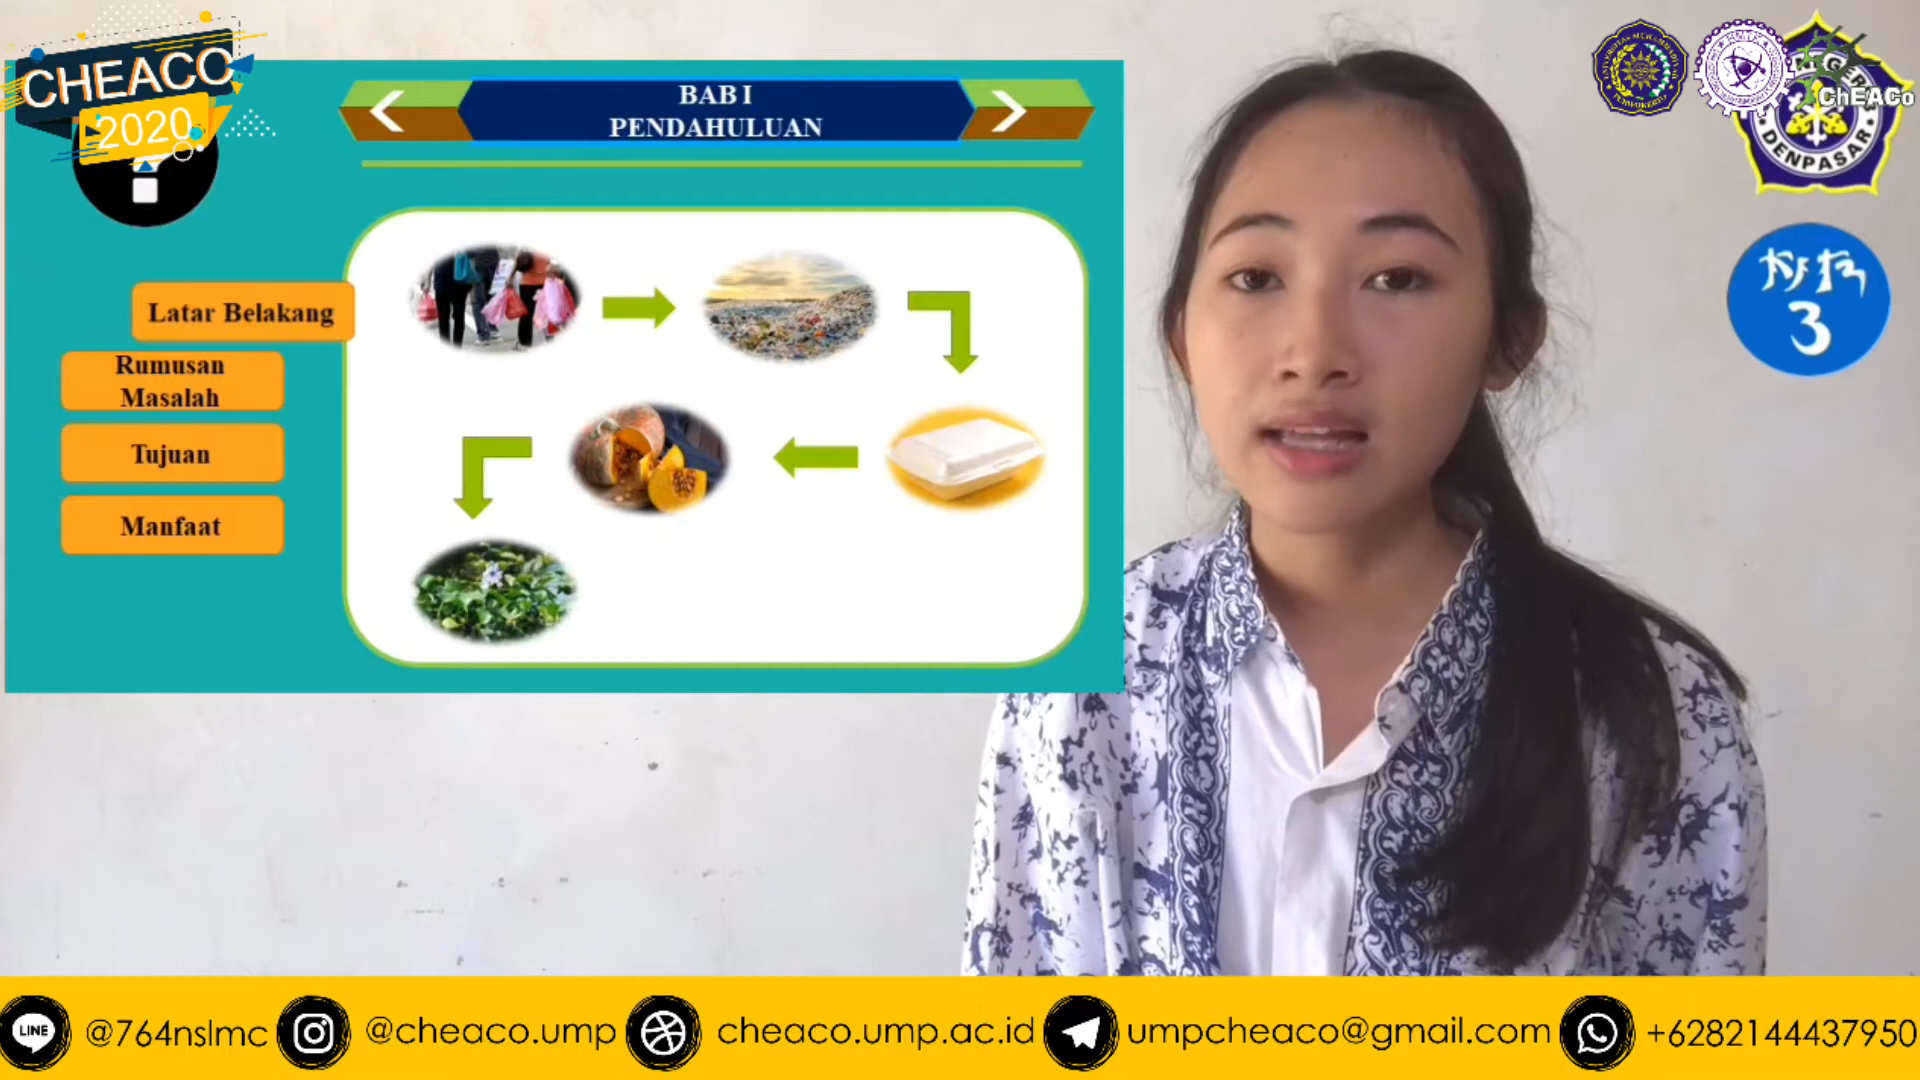 CHEACO
2020
BAB I
PENDAHULUAN
Latar Belakang
Rumusan
Masalah
Tujuan
Manfaat
ChEACo
DENPASAR
3
LINE
@764nslmc
@cheaco.ump
cheaco.ump.ac.id
umpcheaco@gmail.com
+6282144437950